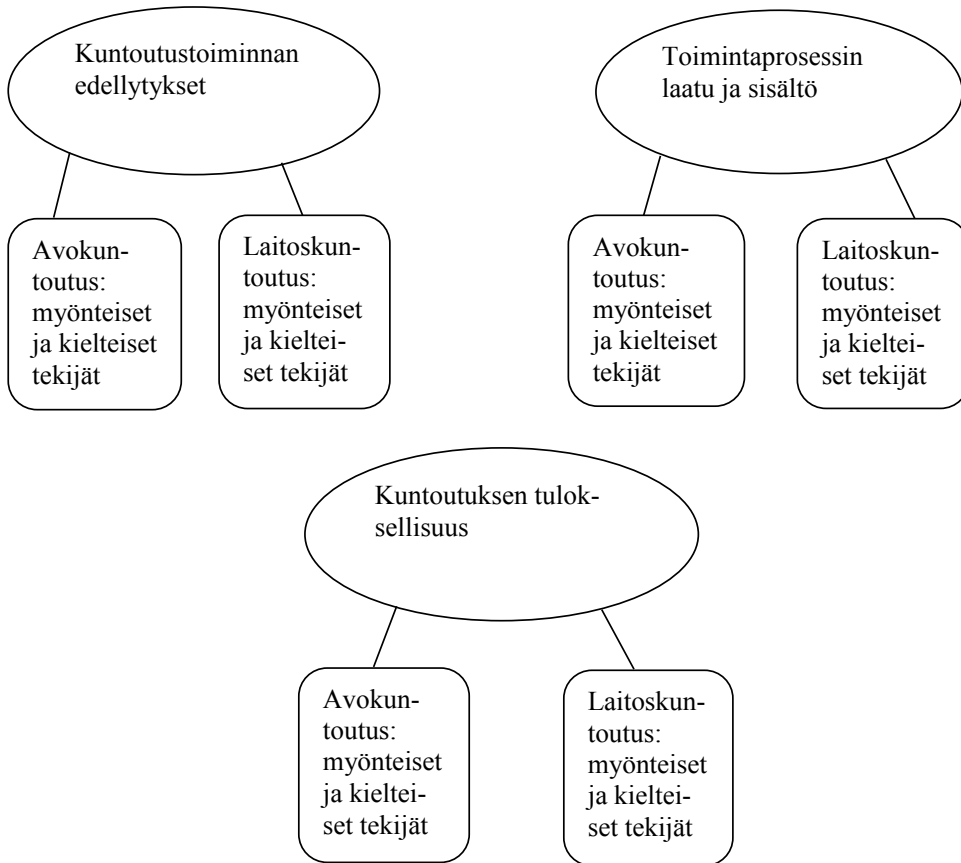 Kuntoutustoiminnan
edellytykset
Toimintaprosessin
laatu ja sisältö
Avokun-
toutus:
myönteiset
ja kielteiset
tekijät
Laitoskun-
toutus:
myönteiset
ja kieltei-
set tekijät
Avokun-
toutus:
myönteiset
ja kielteiset
tekijät
Laitoskun-
toutus:
myönteiset
ja kieltei-
set tekijät
Kuntoutuksen tulok-
sellisuus
Avokun-
toutus:
myönteiset
ja kieltei-
set tekijät
Laitoskun-
toutus:
myönteiset
ja kieltei-
set tekijät